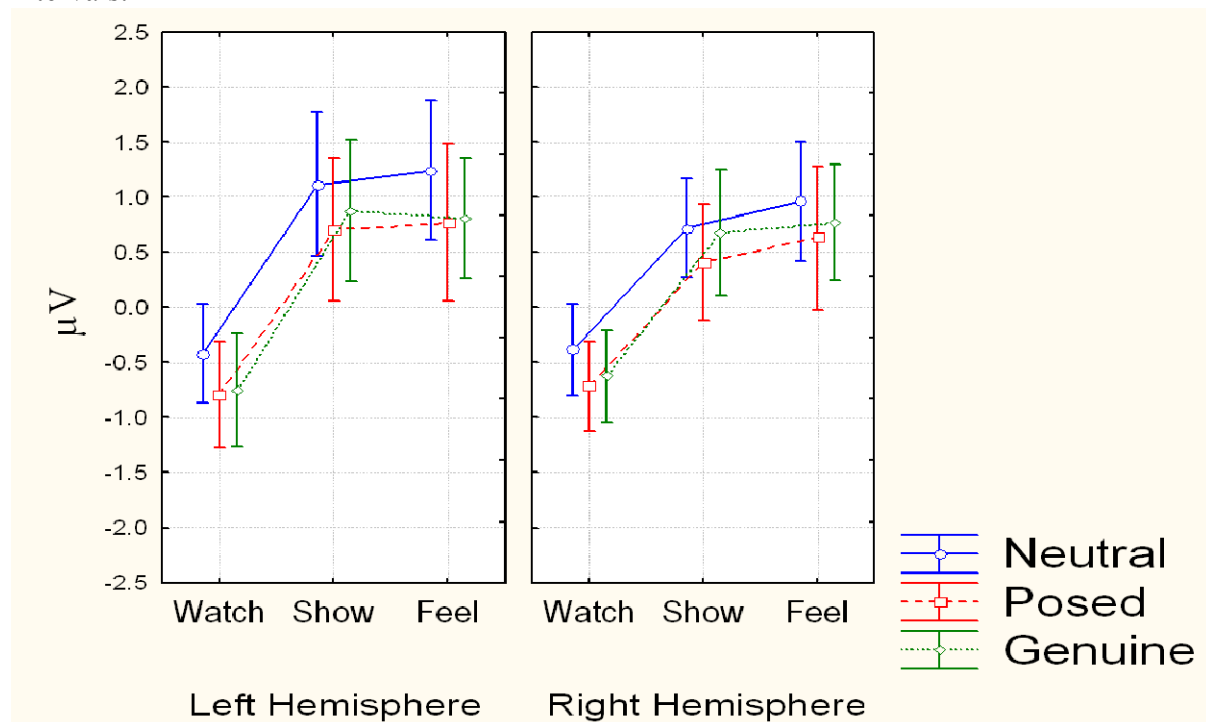 2.5
2.0
1.5
1.0
0.5
0.0
-0.5
-1.0
-1.5
-2.0
-2.5
µV
Watch Show Feel
Watch Show Feel
Left Hemisphere
Right Hemisphere
Neutral
Posed
Genuine